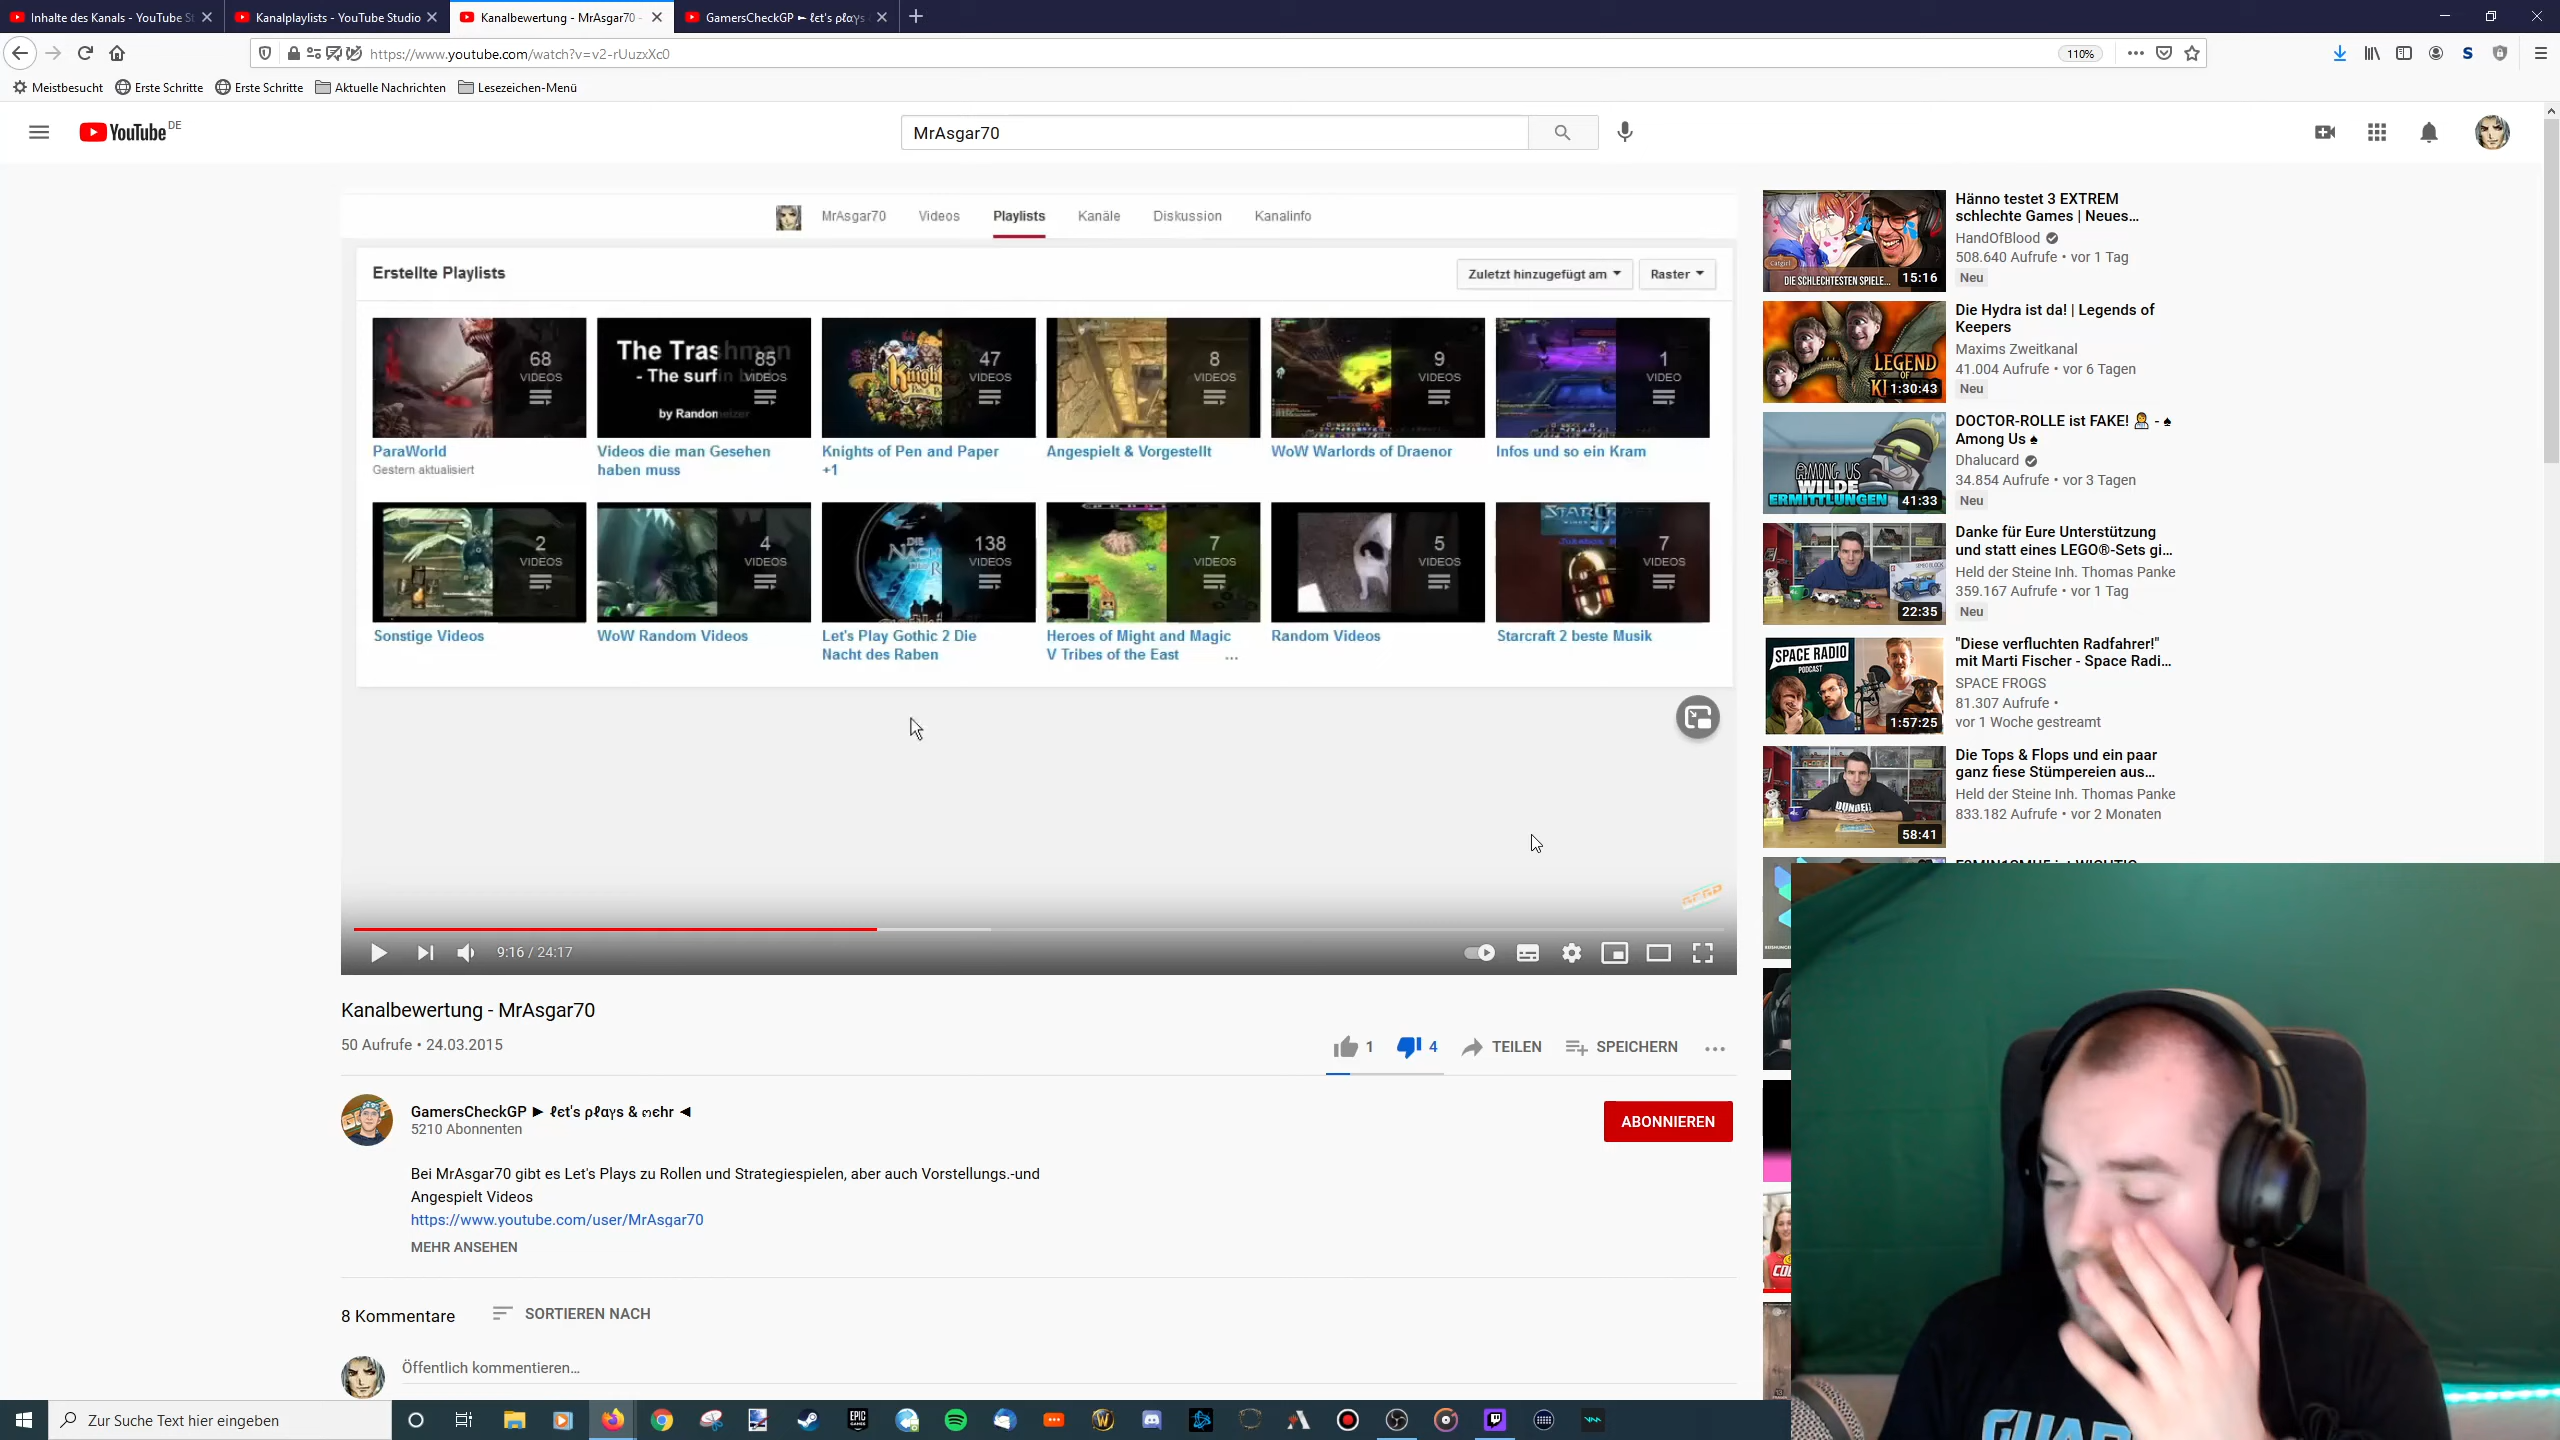 Inhalte des Kanals - YouTube St
Kanalplaylists - YouTube Studio
Kanalbewertung - MrAsgar70 -
GamersCheckGP ► ℓєt's ρℓαуѕ
https://www.youtube.com/watch?v=v2-rUuzxXc0
110%
Meistbesucht
Erste Schritte
Erste Schritte
Aktuelle Nachrichten
Lesezeichen-Menü
YouTube DE
MrAsgar70
MrAsgar70 Videos Playlists Kanäle Diskussion Kanalinfo
Erstellte Playlists
Zuletzt hinzugefügt am
Raster
68 VIDEOS
The Trashman
- The surf in
85 VIDEOS
by Randomeizer
47 VIDEOS
8 VIDEOS
9 VIDEOS
1 VIDEO
ParaWorld
Gestern aktualisiert
Videos die man Gesehen
haben muss
Knights of Pen and Paper
+1
Angespielt & Vorgestellt
WoW Warlords of Draenor
Infos und so ein Kram
2 VIDEOS
4 VIDEOS
138 VIDEOS
7 VIDEOS
5 VIDEOS
7 VIDEOS
Sonstige Videos
WoW Random Videos
Let's Play Gothic 2 Die
Nacht des Raben
Heroes of Might and Magic
V Tribes of the East ...
Random Videos
Starcraft 2 beste Musik
9:16 / 24:17
Kanalbewertung - MrAsgar70
50 Aufrufe • 24.03.2015
1
4
TEILEN
SPEICHERN
GamersCheckGP ► ℓєt's ρℓαуѕ & мєhr ◄
5210 Abonnenten
ABONNIEREN
Bei MrAsgar70 gibt es Let's Plays zu Rollen und Strategiespielen, aber auch Vorstellungs.-und
Angespielt Videos
https://www.youtube.com/user/MrAsgar70
MEHR ANSEHEN
8 Kommentare
SORTIEREN NACH
Öffentlich kommentieren...
Hänno testet 3 EXTREM
schlechte Games | Neues...
HandOfBlood
508.640 Aufrufe • vor 1 Tag
Neu
DIE SCHLECHTESTEN SPIELE...
15:16
Die Hydra ist da! | Legends of
Keepers
Maxims Zweitkanal
41.004 Aufrufe • vor 6 Tagen
Neu
LEGEND
OF
1:30:43
DOCTOR-ROLLE ist FAKE! 👩‍⚕️ - ♠
Among Us ♠
Dhalucard
34.854 Aufrufe • vor 3 Tagen
Neu
AMONG US
WILDE
ERMITTLUNGEN
41:33
Danke für Eure Unterstützung
und statt eines LEGO®-Sets gi...
Held der Steine Inh. Thomas Panke
359.167 Aufrufe • vor 1 Tag
Neu
22:35
"Diese verfluchten Radfahrer!"
mit Marti Fischer - Space Radi...
SPACE FROGS
81.307 Aufrufe •
vor 1 Woche gestreamt
SPACE RADIO
PODCAST
1:57:25
Die Tops & Flops und ein paar
ganz fiese Stümpereien aus...
Held der Steine Inh. Thomas Panke
833.182 Aufrufe • vor 2 Monaten
58:41
Zur Suche Text hier eingeben